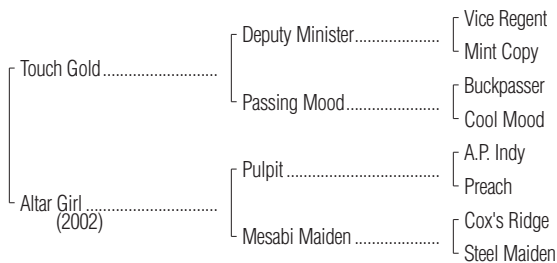 Vice Regent
Deputy Minister....................
Mint Copy
Touch Gold...........................
Buckpasser
Passing Mood......................
Cool Mood
A.P. Indy
Pulpit....................................
Preach
Altar Girl...............................
(2002)
Cox's Ridge
Mesabi Maiden....................
Steel Maiden